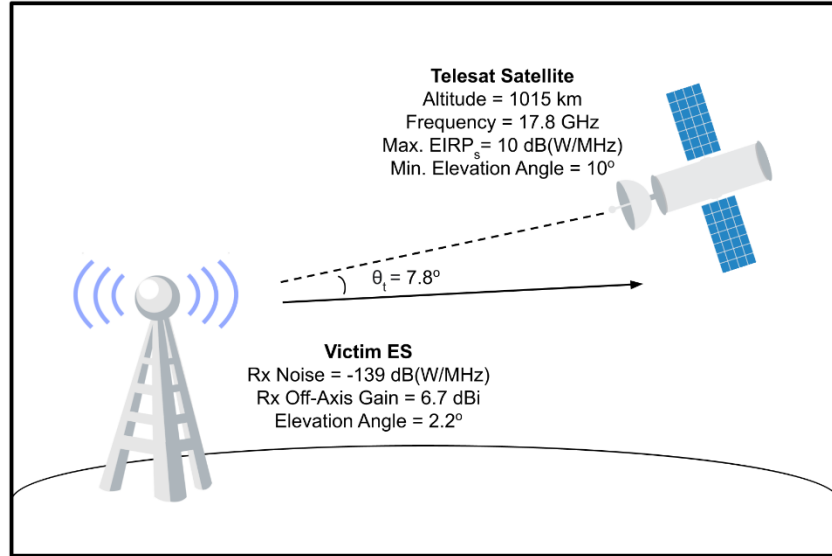 Telesat Satellite
Altitude = 1015 km
Frequency = 17.8 GHz
Max. EIRPₛ= 10 dB(W/MHz)
Min. Elevation Angle = 10º
θₜ = 7.8º
Victim ES
Rx Noise = -139 dB(W/MHz)
Rx Off-Axis Gain = 6.7 dBi
Elevation Angle = 2.2º